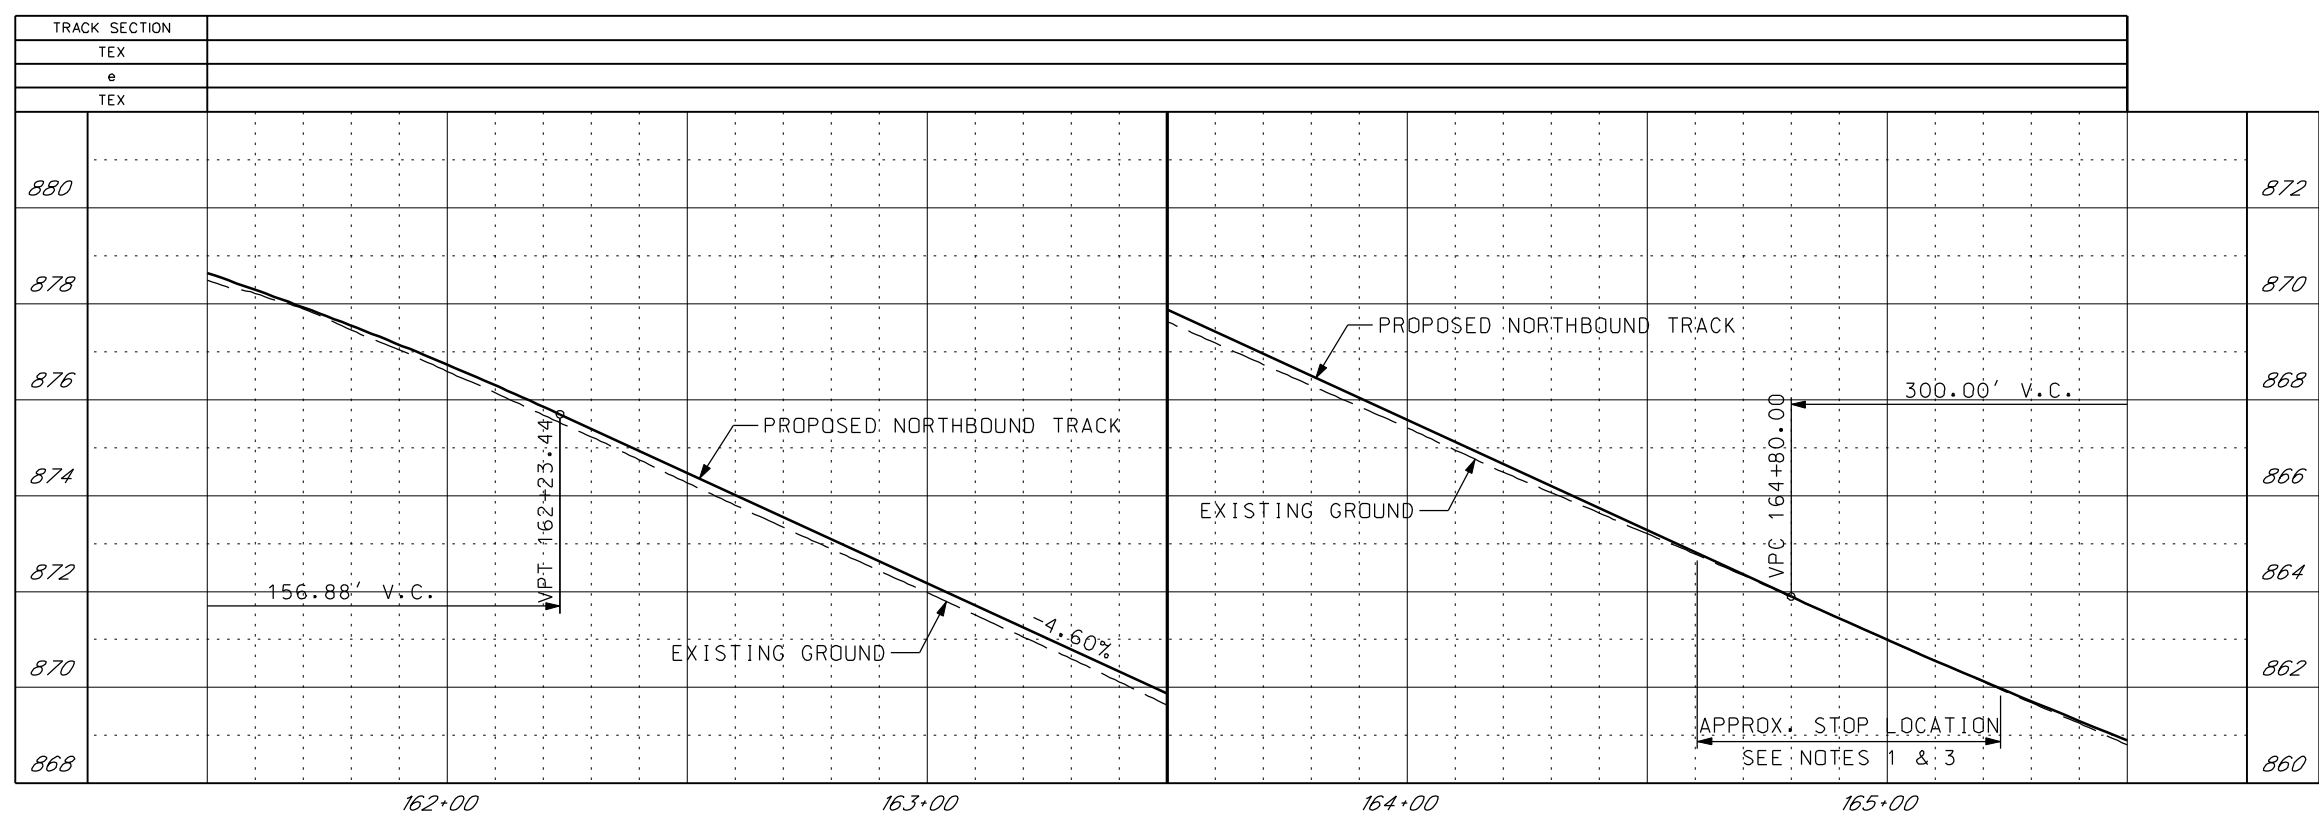 TRACK SECTION
TEX
e
TEX
880
878
876
874
872
870
868
156.88' V.C.
VPT 162+23.44
PROPOSED NORTHBOUND TRACK
EXISTING GROUND
-4.60%
PROPOSED NORTHBOUND TRACK
EXISTING GROUND
VPC 164+80.00
300.00' V.C.
APPROX. STOP LOCATION
SEE NOTES 1 & 3
872
870
868
866
864
862
860
162+00 163+00 164+00 165+00